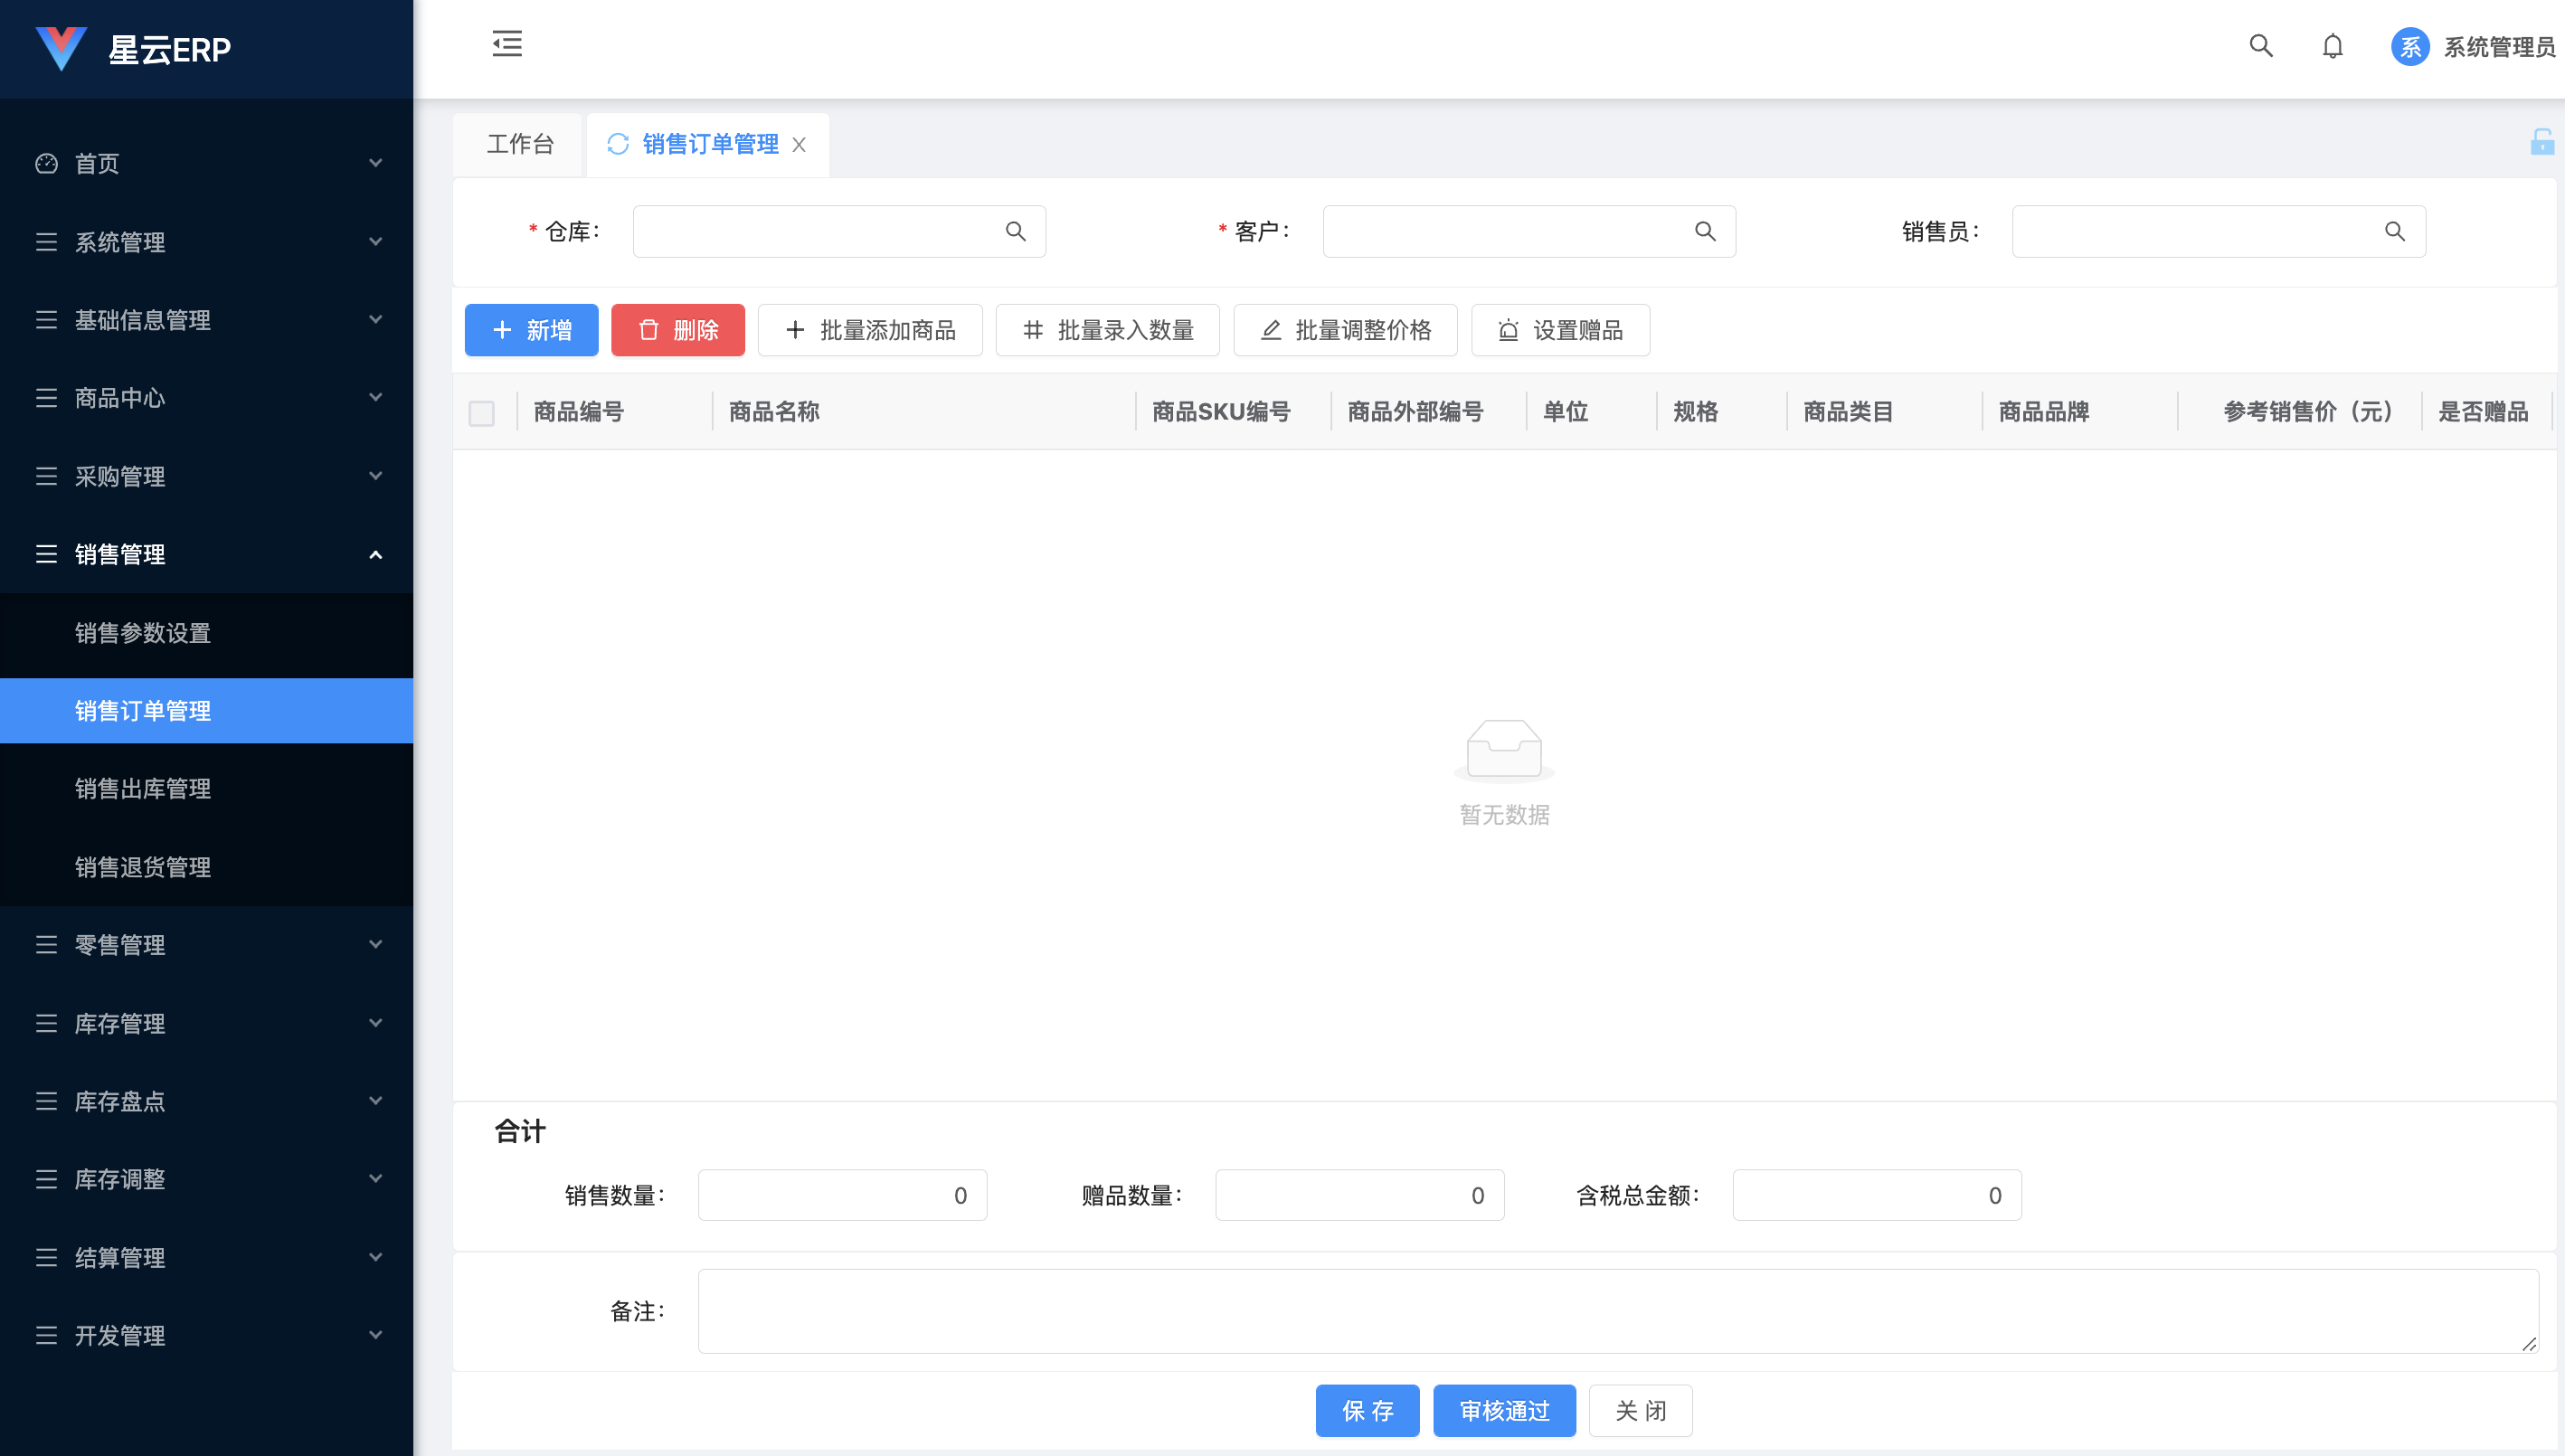 星云ERP
系 系统管理员
首页
系统管理
基础信息管理
商品中心
采购管理
销售管理
销售参数设置
销售订单管理
销售出库管理
销售退货管理
零售管理
库存管理
库存盘点
库存调整
结算管理
开发管理
工作台 销售订单管理
* 仓库: * 客户: 销售员:
新增 删除 批量添加商品 批量录入数量 批量调整价格 设置赠品
商品编号 商品名称 商品SKU编号 商品外部编号 单位 规格 商品类目 商品品牌 参考销售价（元） 是否赠品
暂无数据
合计
销售数量: 0 赠品数量: 0 含税总金额: 0
备注:
保存 审核通过 关闭